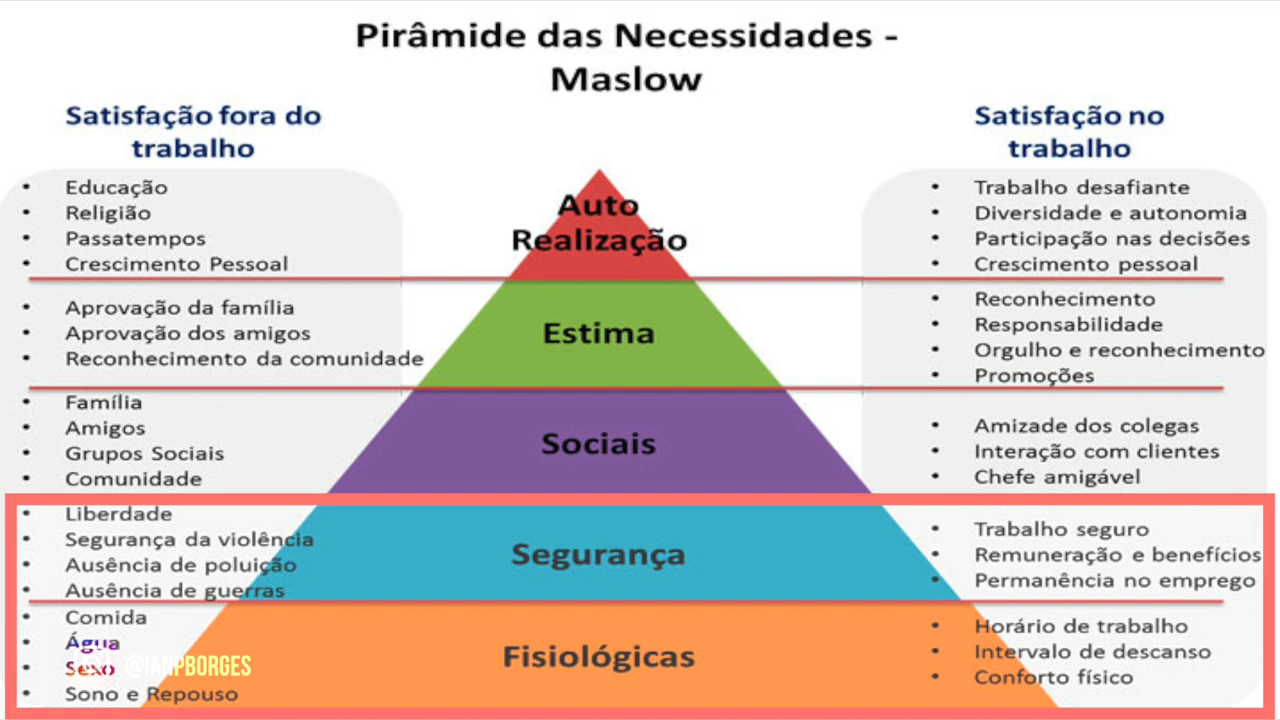 Pirâmide das Necessidades -
Maslow
Satisfação fora do
trabalho
• Educação
• Religião
• Passatempos
• Crescimento Pessoal
• Aprovação da família
• Aprovação dos amigos
• Reconhecimento da comunidade
• Família
• Amigos
• Grupos Sociais
• Comunidade
• Liberdade
• Segurança da violência
• Ausência de poluição
• Ausência de guerras
• Comida
• Água
• Sexo
• Sono e Repouso
@IANPBORGES
Auto
Realização
Estima
Sociais
Segurança
Fisiológicas
Satisfação no
trabalho
• Trabalho desafiante
• Diversidade e autonomia
• Participação nas decisões
• Crescimento pessoal
• Reconhecimento
• Responsabilidade
• Orgulho e reconhecimento
• Promoções
• Amizade dos colegas
• Interação com clientes
• Chefe amigável
• Trabalho seguro
• Remuneração e benefícios
• Permanência no emprego
• Horário de trabalho
• Intervalo de descanso
• Conforto físico